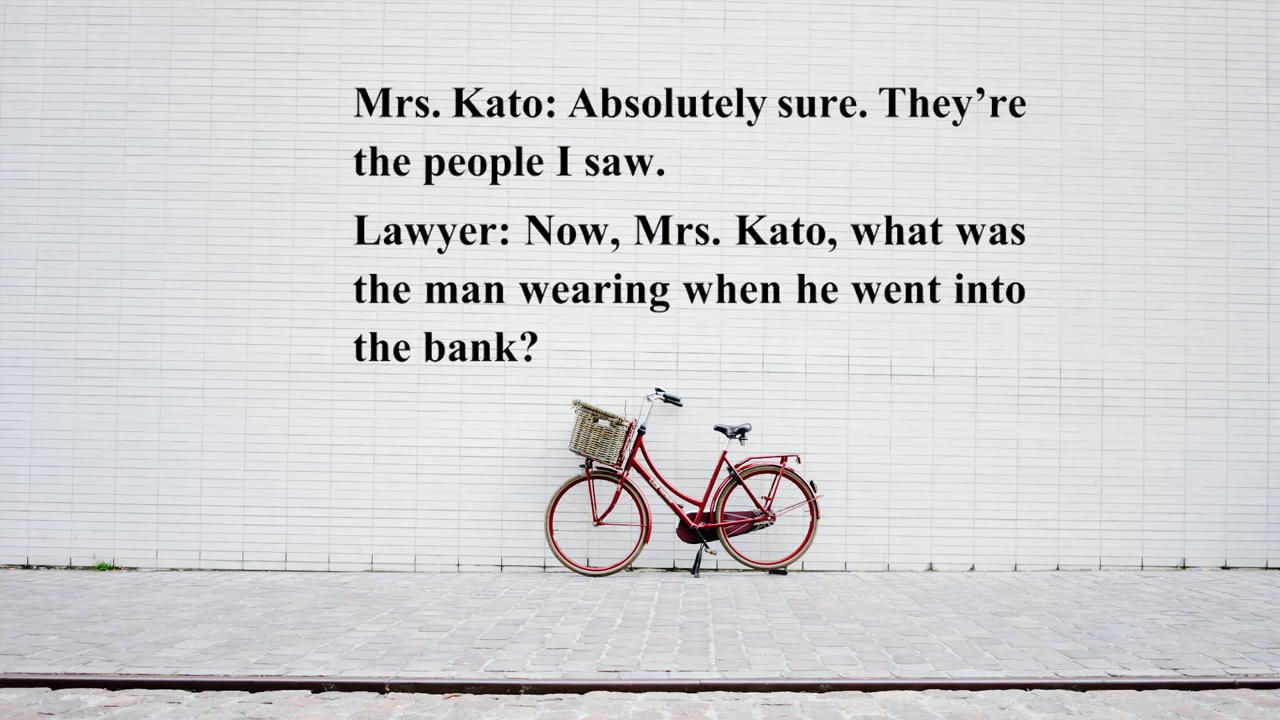 Mrs. Kato: Absolutely sure. They’re
the people I saw.
Lawyer: Now, Mrs. Kato, what was
the man wearing when he went into
the bank?